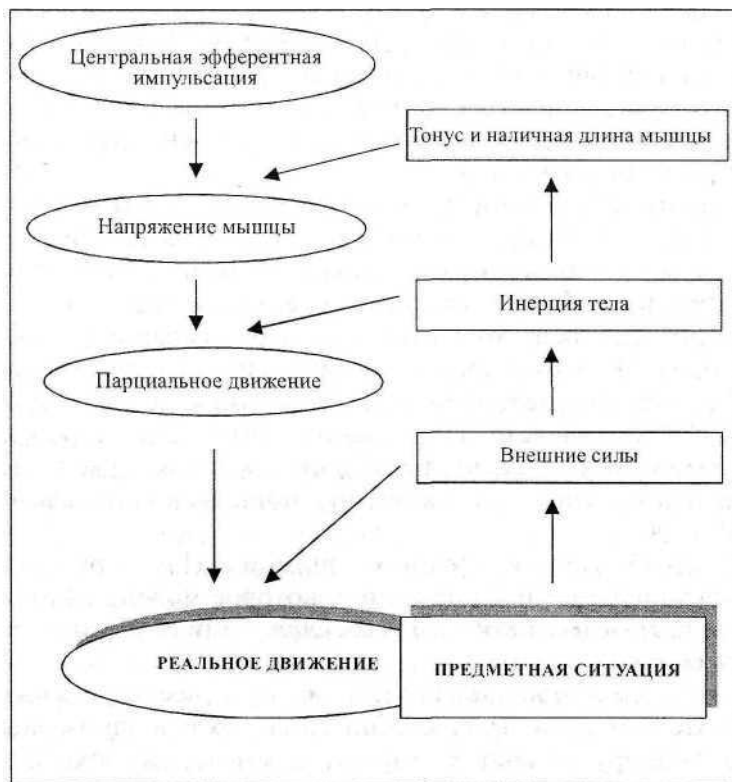 Центральная эфферентная
импульсация
Тонус и наличная длина мышцы
Напряжение мышцы
Инерция тела
Парциальное движение
Внешние силы
РЕАЛЬНОЕ ДВИЖЕНИЕ
ПРЕДМЕТНАЯ СИТУАЦИЯ